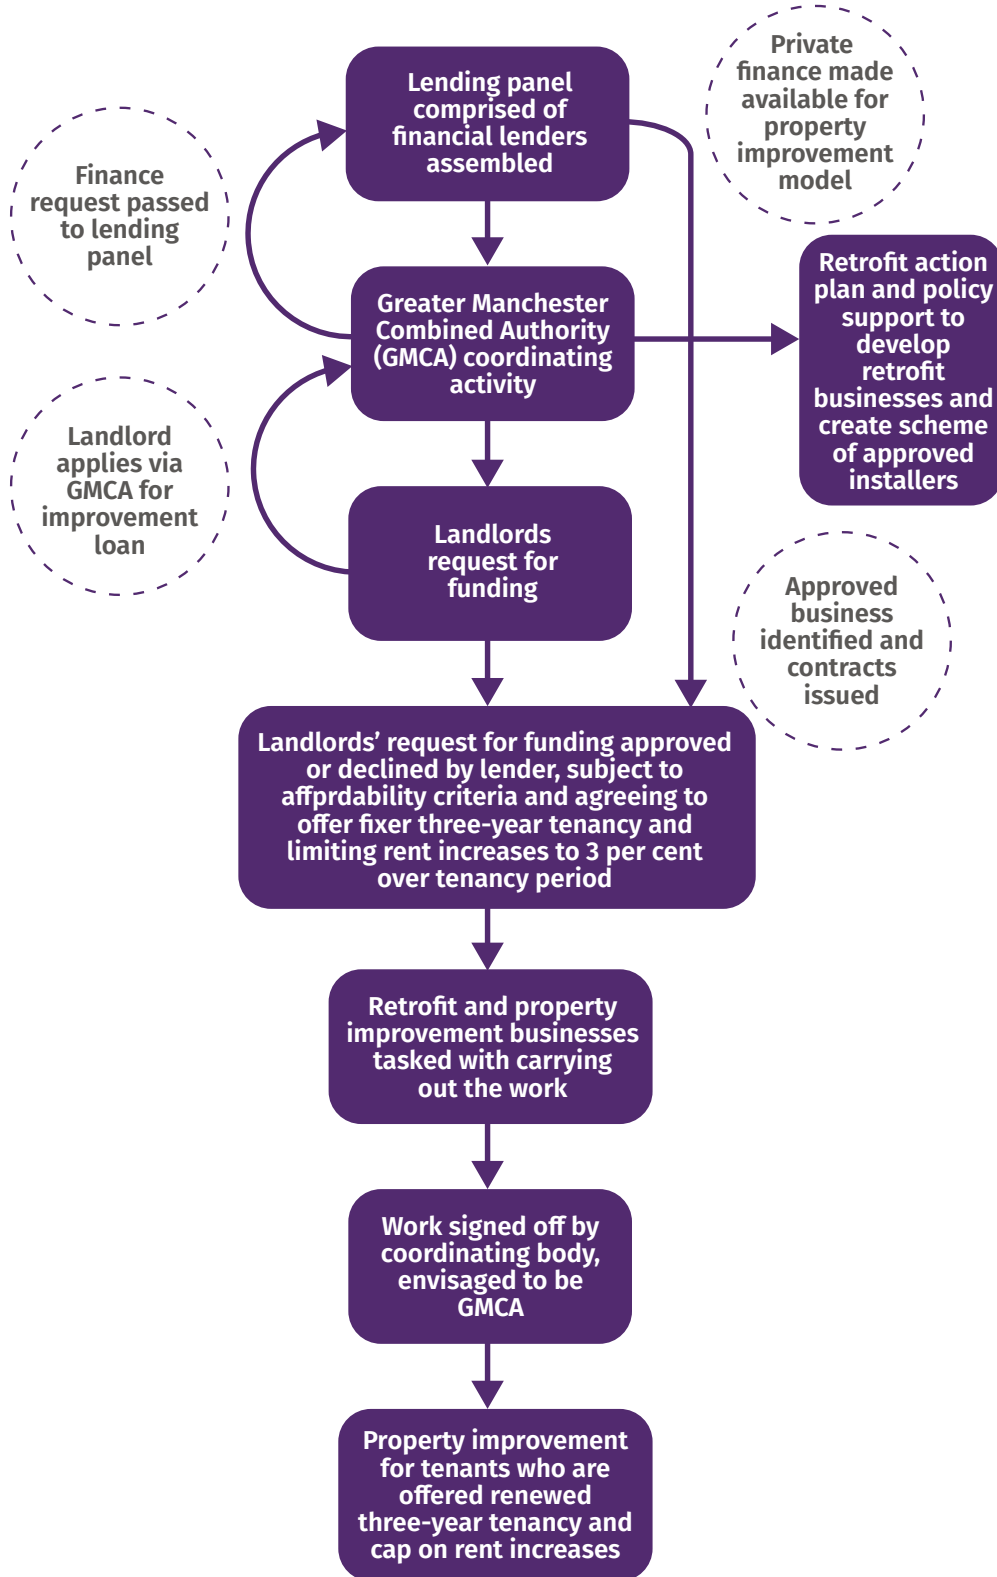 Lending panel
comprised of
financial lenders
assembled
Private
finance made
available for
property
improvement
model
Finance
request passed
to lending
panel
Greater Manchester
Combined Authority
(GMCA) coordinating
activity
Retrofit action
plan and policy
support to
develop
retrofit
businesses and
create scheme
of approved
installers
Landlord
applies via
GMCA for
improvement
loan
Landlords
request for
funding
Approved
business
identified and
contracts
issued
Landlords’ request for funding approved
or declined by lender, subject to
affprdability criteria and agreeing to
offer fixer three-year tenancy and
limiting rent increases to 3 per cent
over tenancy period
Retrofit and property
improvement businesses
tasked with carrying
out the work
Work signed off by
coordinating body,
envisaged to be
GMCA
Property improvement
for tenants who are
offered renewed
three-year tenancy and
cap on rent increases